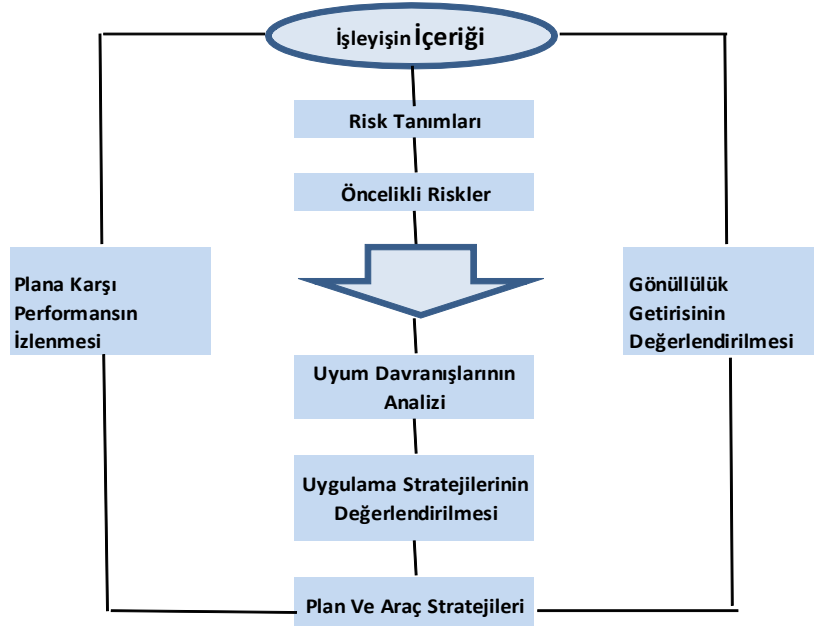 İşleyişin İçeriği
Risk Tanımları
Öncelikli Riskler
Plana Karşı
Performansın
İzlenmesi
Gönüllülük
Getirisinin
Değerlendirilmesi
Uyum Davranışlarının
Analizi
Uygulama Stratejilerinin
Değerlendirilmesi
Plan Ve Araç Stratejileri